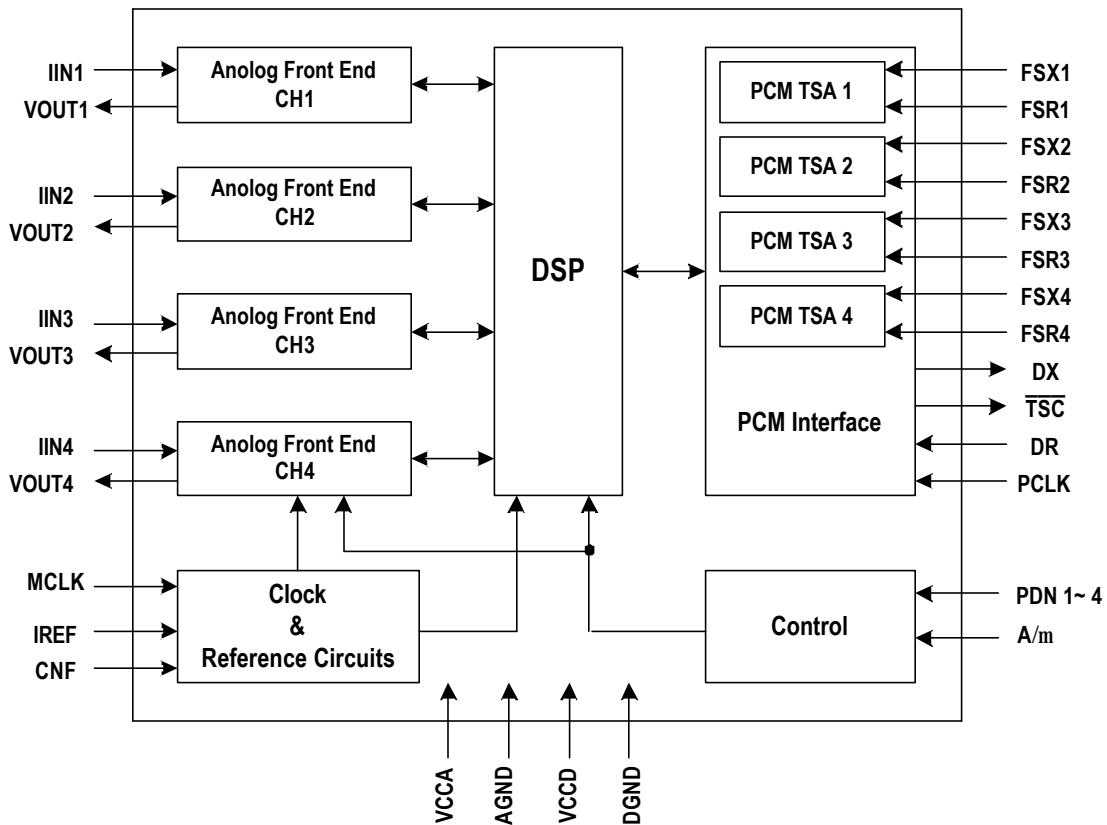 IIN1
VOUT1
IIN2
VOUT2
IIN3
VOUT3
IIN4
VOUT4
MCLK
IREF
CNF
Anolog Front End
CH1
Anolog Front End
CH2
Anolog Front End
CH3
Anolog Front End
CH4
Clock
&
Reference Circuits
DSP
PCM TSA 1
PCM TSA 2
PCM TSA 3
PCM TSA 4
PCM Interface
Control
FSX1
FSR1
FSX2
FSR2
FSX3
FSR3
FSX4
FSR4
DX
T̅S̅C̅
DR
PCLK
PDN 1~ 4
A/m
VCCA
AGND
VCCD
DGND